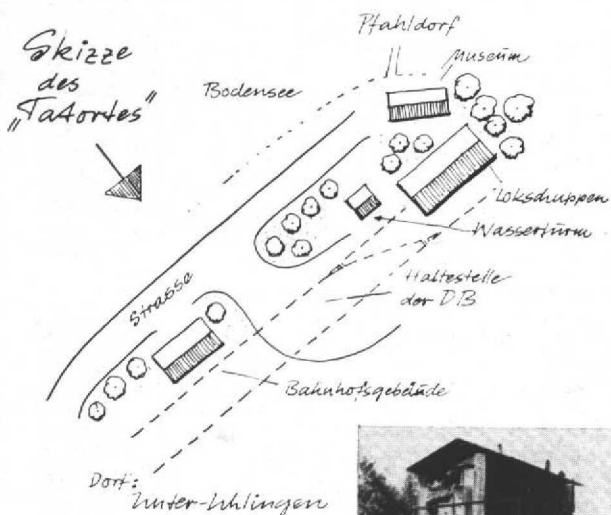 Skizze
des
„Tatortes"
Pfahldorf
Museum
Bodensee
Lokschuppen
Wasserturm
Strasse
Haltestelle
der DB
Bahnhofsgebäude
Dorf:
Unter-Uhlingen